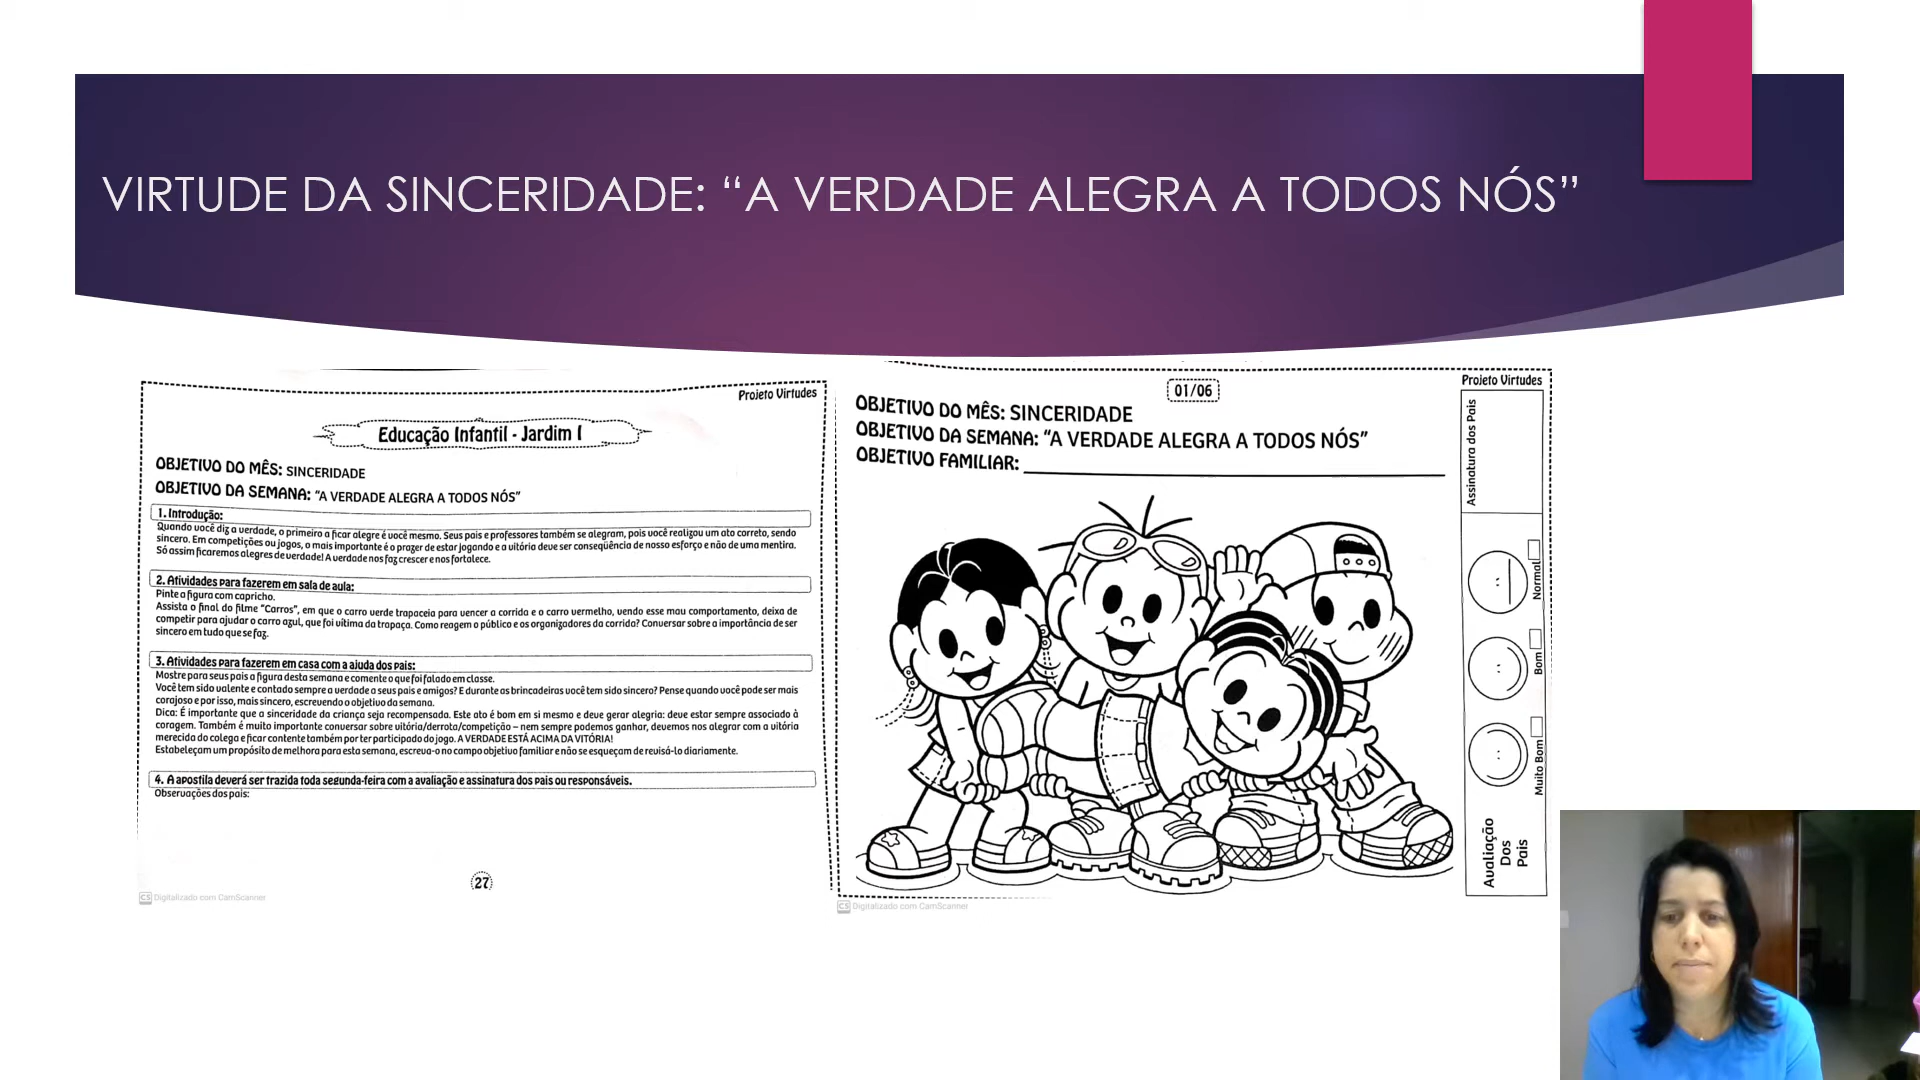 VIRTUDE DA SINCERIDADE: “A VERDADE ALEGRA A TODOS NÓS”
Projeto Virtudes
Educação Infantil - Jardim I
OBJETIVO DO MÊS: SINCERIDADE
OBJETIVO DA SEMANA: “A VERDADE ALEGRA A TODOS NÓS”
1. Introdução:
Quando você diz a verdade, o primeiro a ficar alegre é você mesmo. Seus pais e professores também se alegram, pois você realizou um ato correto, sendo
sincero. Em competições ou jogos, o mais importante é o prazer de estar jogando e a vitória deve ser conseqüência de nosso esforço e não de uma mentira.
Só assim ficaremos alegres de verdade! A verdade nos faz crescer e nos fortalece.
2. Atividades para fazerem em sala de aula:
Pinte a figura com capricho.
Assista o final do filme “Carros”, em que o carro verde trapaceia para vencer a corrida e o carro vermelho, vendo esse mau comportamento, deixa de
competir para ajudar o carro azul, que foi vítima da trapaça. Como reagem o público e os organizadores da corrida? Conversar sobre a importância de ser
sincero em tudo que se faz.
3. Atividades para fazerem em casa com a ajuda dos pais:
Mostre para seus pais a figura desta semana e comente o que foi falado em classe.
Você tem sido valente e contado sempre a verdade a seus pais e amigos? E durante as brincadeiras você tem sido sincero? Pense quando você pode ser mais
corajoso e por isso, mais sincero, escrevendo o objetivo da semana.
Dica: É importante que a sinceridade da criança seja recompensada. Este ato é bom em si mesmo e deve gerar alegria: deve estar sempre associado à
coragem. Também é muito importante conversar sobre vitória/derrota/competição – nem sempre podemos ganhar, devemos nos alegrar com a vitória
merecida do colega e ficar contente também por ter participado do jogo. A VERDADE ESTÁ ACIMA DA VITÓRIA!
Estabeleçam um propósito de melhora para esta semana, escreva-o no campo objetivo familiar e não se esqueçam de revisá-lo diariamente.
4. A apostila deverá ser trazida toda segunda-feira com a avaliação e assinatura dos pais ou responsáveis.
Observações dos pais:
27
CS Digitalizado com CamScanner
01/06
Projeto Virtudes
OBJETIVO DO MÊS: SINCERIDADE
OBJETIVO DA SEMANA: “A VERDADE ALEGRA A TODOS NÓS”
OBJETIVO FAMILIAR:
Assinatura dos Pais
Normal
Bom
Muito Bom
Avaliação
Dos
Pais
CS Digitalizado com CamScanner